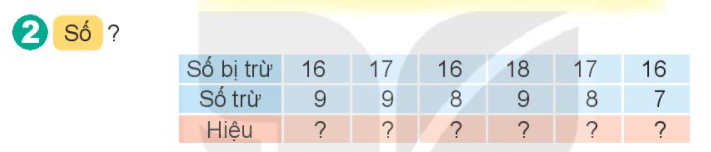 2 Số ?
Số bị trừ 16 17 16 18 17 16
Số trừ 9 9 8 9 8 7
Hiệu ? ? ? ? ? ?